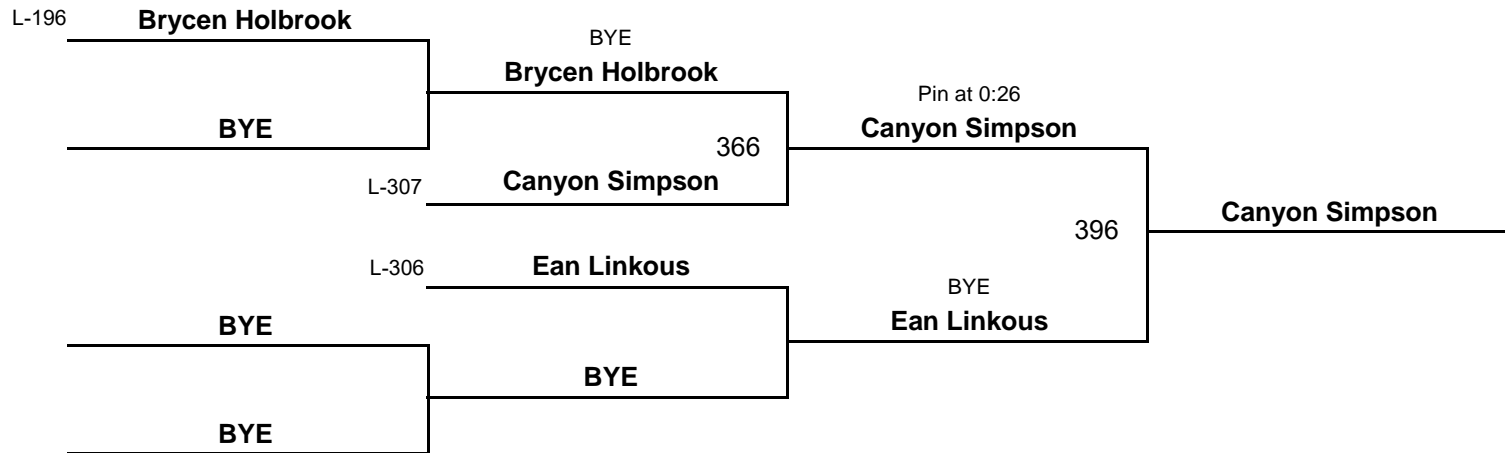 L-196 Brycen Holbrook
BYE
Brycen Holbrook
Pin at 0:26
Canyon Simpson
BYE
366
L-307 Canyon Simpson
Canyon Simpson
396
L-306 Ean Linkous
BYE
Ean Linkous
BYE
BYE
BYE